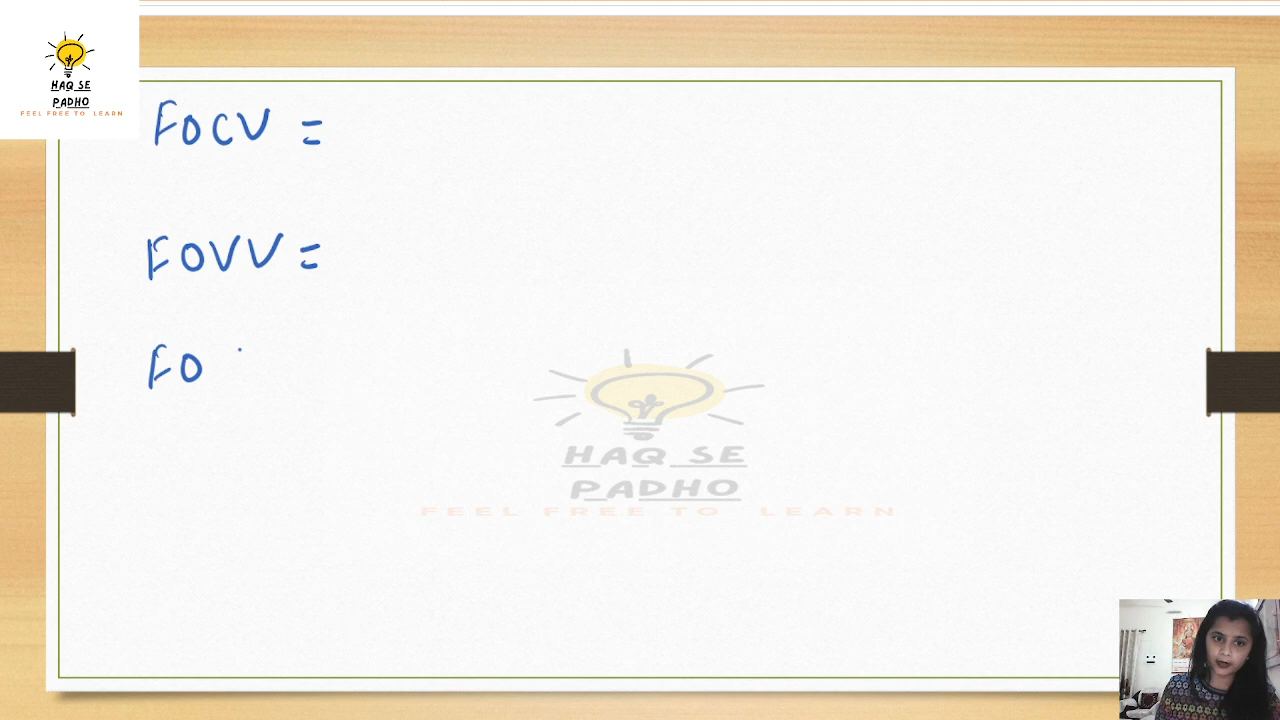 HAQ SE
PADHO
FEEL FREE TO LEARN
FOCV =
FOVV =
FO
HAQ SE
PADHO
FEEL FREE TO LEARN